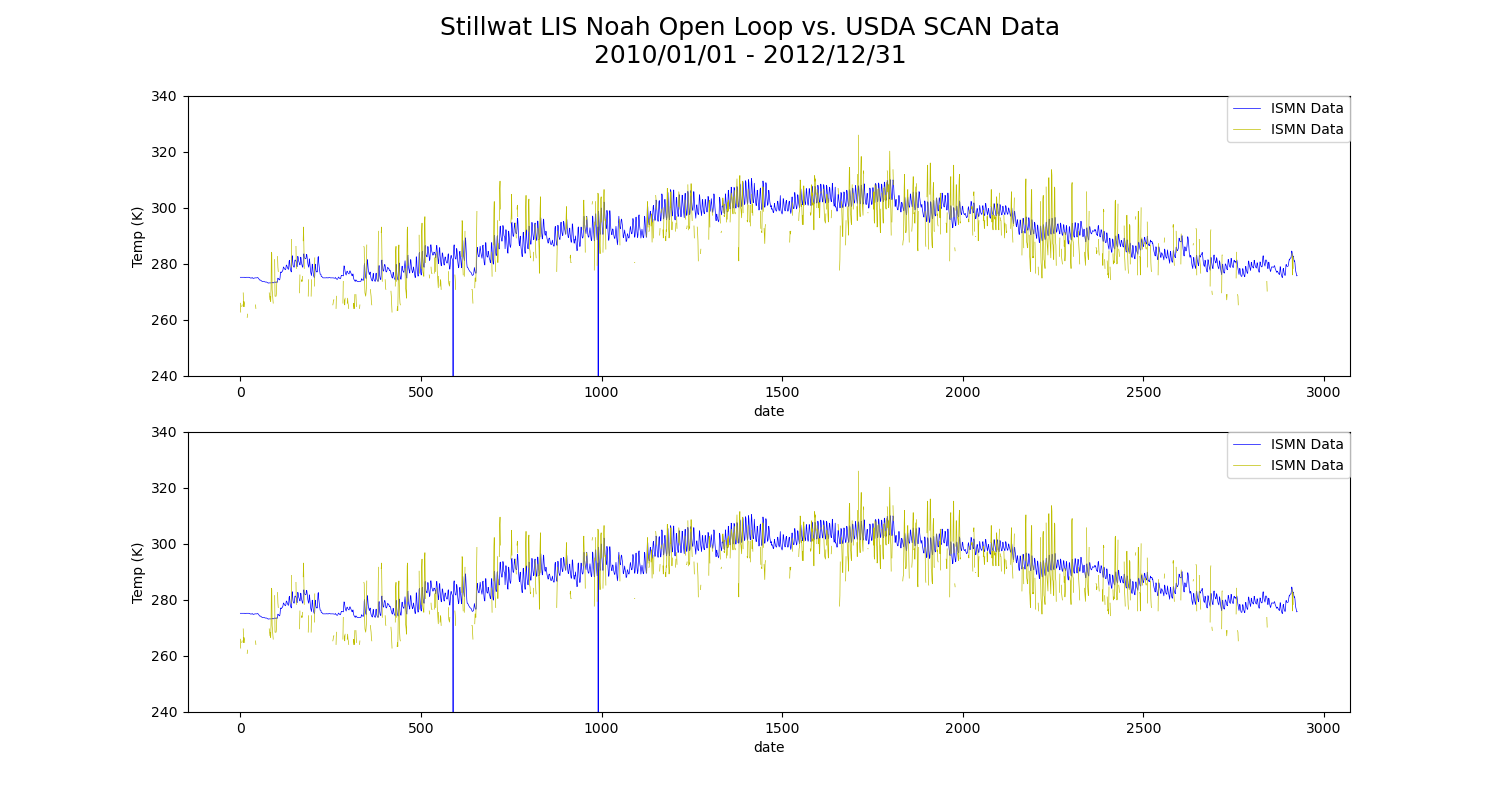 Stillwat LIS Noah Open Loop vs. USDA SCAN Data
2010/01/01 - 2012/12/31
340
320
300
280
260
240
Temp (K)
ISMN Data
ISMN Data
0 500 1000 1500 2000 2500 3000
date
340
320
300
280
260
240
Temp (K)
ISMN Data
ISMN Data
0 500 1000 1500 2000 2500 3000
date